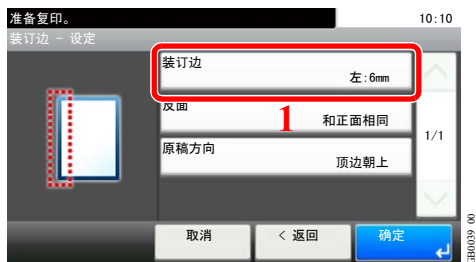 准备复印。 10:10
装订边 - 设定
装订边
左:6mm
反面
1
和正面相同
1/1
原稿方向
顶边朝上
取消 < 返回 确定